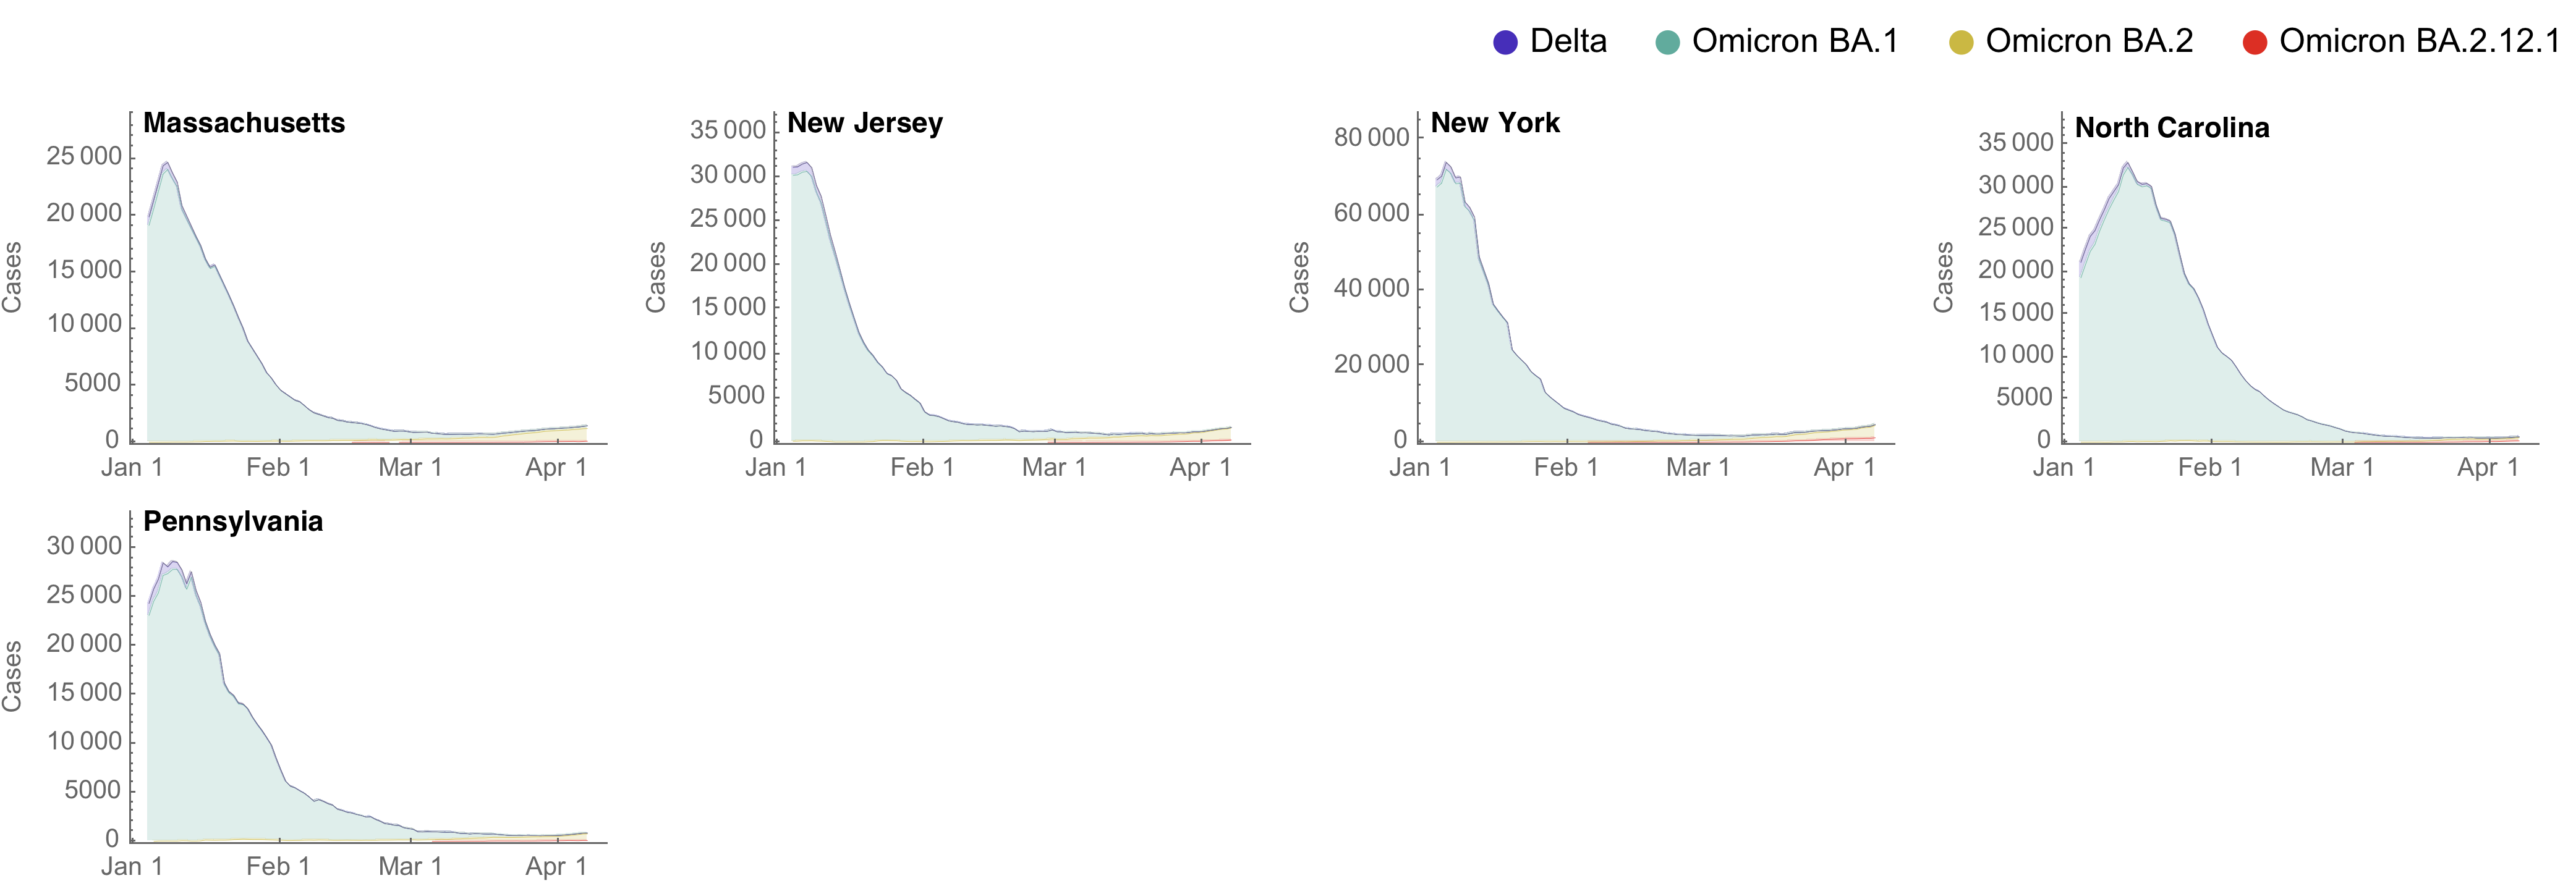 Delta Omicron BA.1 Omicron BA.2 Omicron BA.2.12.1
Massachusetts
Cases
25 000
20 000
15 000
10 000
5000
0
Jan 1 Feb 1 Mar 1 Apr 1
New Jersey
Cases
35 000
30 000
25 000
20 000
15 000
10 000
5000
0
Jan 1 Feb 1 Mar 1 Apr 1
New York
Cases
80 000
60 000
40 000
20 000
0
Jan 1 Feb 1 Mar 1 Apr 1
North Carolina
Cases
35 000
30 000
25 000
20 000
15 000
10 000
5000
0
Jan 1 Feb 1 Mar 1 Apr 1
Pennsylvania
Cases
30 000
25 000
20 000
15 000
10 000
5000
0
Jan 1 Feb 1 Mar 1 Apr 1